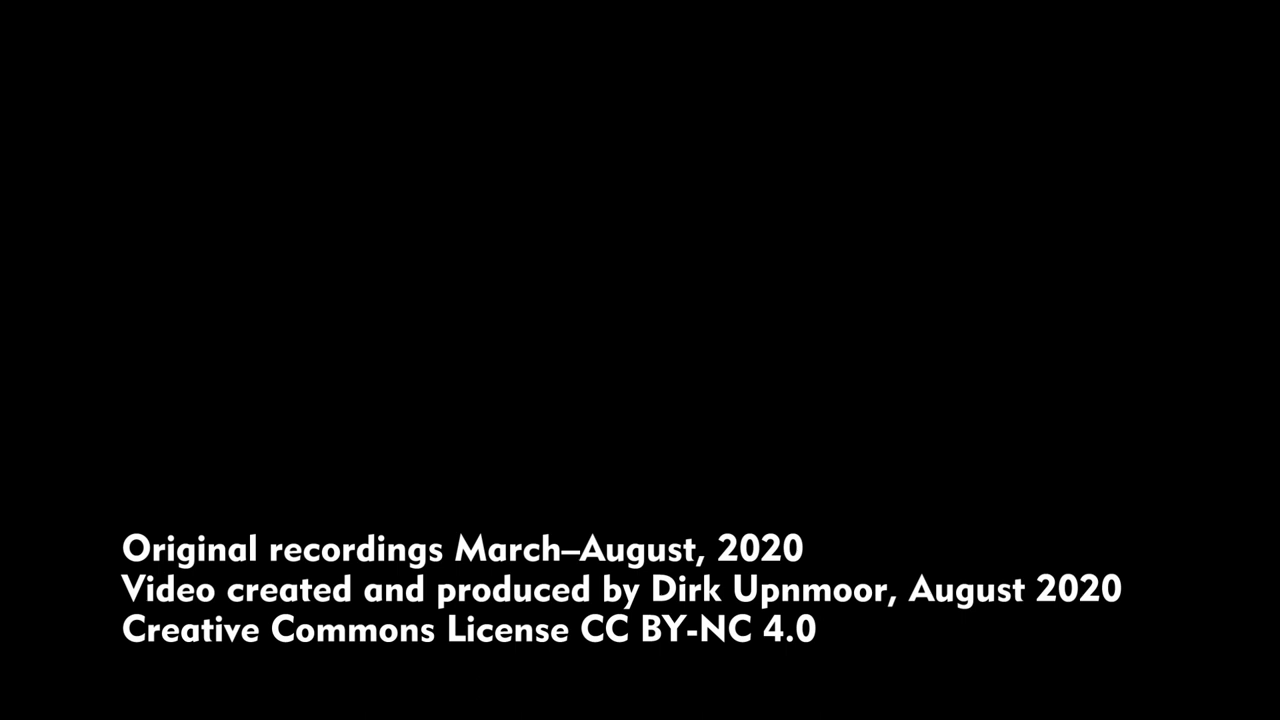 Original recordings March–August, 2020
Video created and produced by Dirk Upnmoor, August 2020
Creative Commons License CC BY-NC 4.0